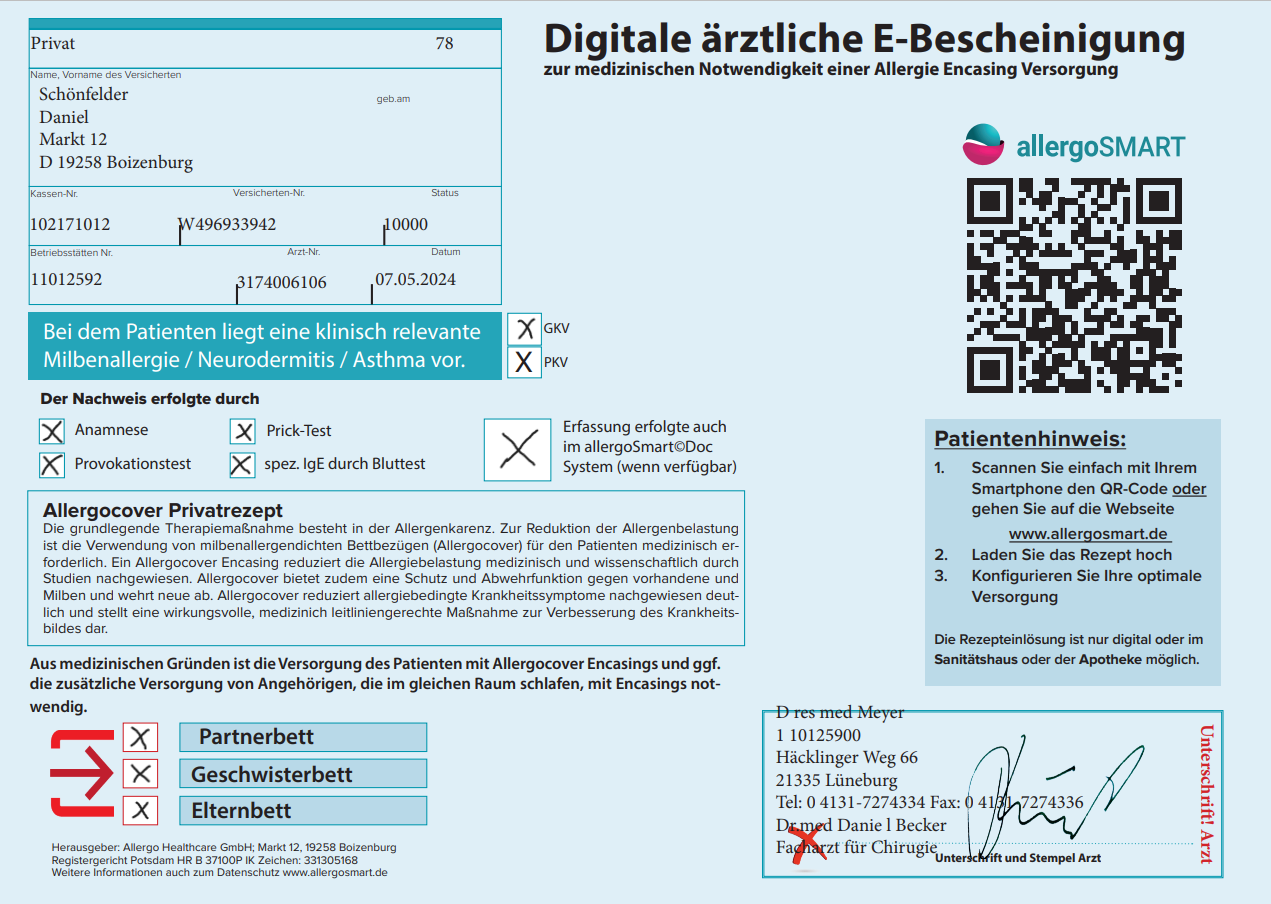 Privat 78
Name, Vorname des Versicherten
Schönfelder
geb.am
Daniel
Markt 12
D 19258 Boizenburg
Kassen-Nr. Versicherten-Nr. Status
102171012 W496933942 10000
Betriebsstätten Nr. Arzt-Nr. Datum
11012592 3174006106 07.05.2024
Digitale ärztliche E-Bescheinigung
zur medizinischen Notwendigkeit einer Allergie Encasing Versorgung
allergoSMART
Bei dem Patienten liegt eine klinisch relevante
Milbenallergie / Neurodermitis / Asthma vor.
X GKV
X PKV
Der Nachweis erfolgte durch
X Anamnese X Prick-Test
X Provokationstest X spez. IgE durch Bluttest
X Erfassung erfolgte auch
im allergoSmart©Doc
System (wenn verfügbar)
Allergocover Privatrezept
Die grundlegende Therapiemaßnahme besteht in der Allergenkarenz. Zur Reduktion der Allergenbelastung
ist die Verwendung von milbenallergendichten Bettbezügen (Allergocover) für den Patienten medizinisch er-
forderlich. Ein Allergocover Encasing reduziert die Allergiebelastung medizinisch und wissenschaftlich durch
Studien nachgewiesen. Allergocover bietet zudem eine Schutz und Abwehrfunktion gegen vorhandene und
Milben und wehrt neue ab. Allergocover reduziert allergiebedingte Krankheitssymptome nachgewiesen deut-
lich und stellt eine wirkungsvolle, medizinich leitliniengerechte Maßnahme zur Verbesserung des Krankheits-
bildes dar.
Aus medizinischen Gründen ist die Versorgung des Patienten mit Allergocover Encasings und ggf.
die zusätzliche Versorgung von Angehörigen, die im gleichen Raum schlafen, mit Encasings not-
wendig.
X Partnerbett
X Geschwisterbett
X Elternbett
Herausgeber: Allergo Healthcare GmbH; Markt 12, 19258 Boizenburg
Registergericht Potsdam HR B 37100P IK Zeichen: 331305168
Weitere Informationen auch zum Datenschutz www.allergosmart.de
Patientenhinweis:
1. Scannen Sie einfach mit Ihrem
Smartphone den QR-Code oder
gehen Sie auf die Webseite
www.allergosmart.de
2. Laden Sie das Rezept hoch
3. Konfigurieren Sie Ihre optimale
Versorgung
Die Rezepteinlösung ist nur digital oder im
Sanitätshaus oder der Apotheke möglich.
D res med Meyer
1 10125900
Häcklinger Weg 66
21335 Lüneburg
Tel: 0 4131-7274334 Fax: 0 4131-7274336
Dr.med Danie l Becker
Facharzt für Chirugie
Unterschrift und Stempel Arzt
Unterschrift! Arzt